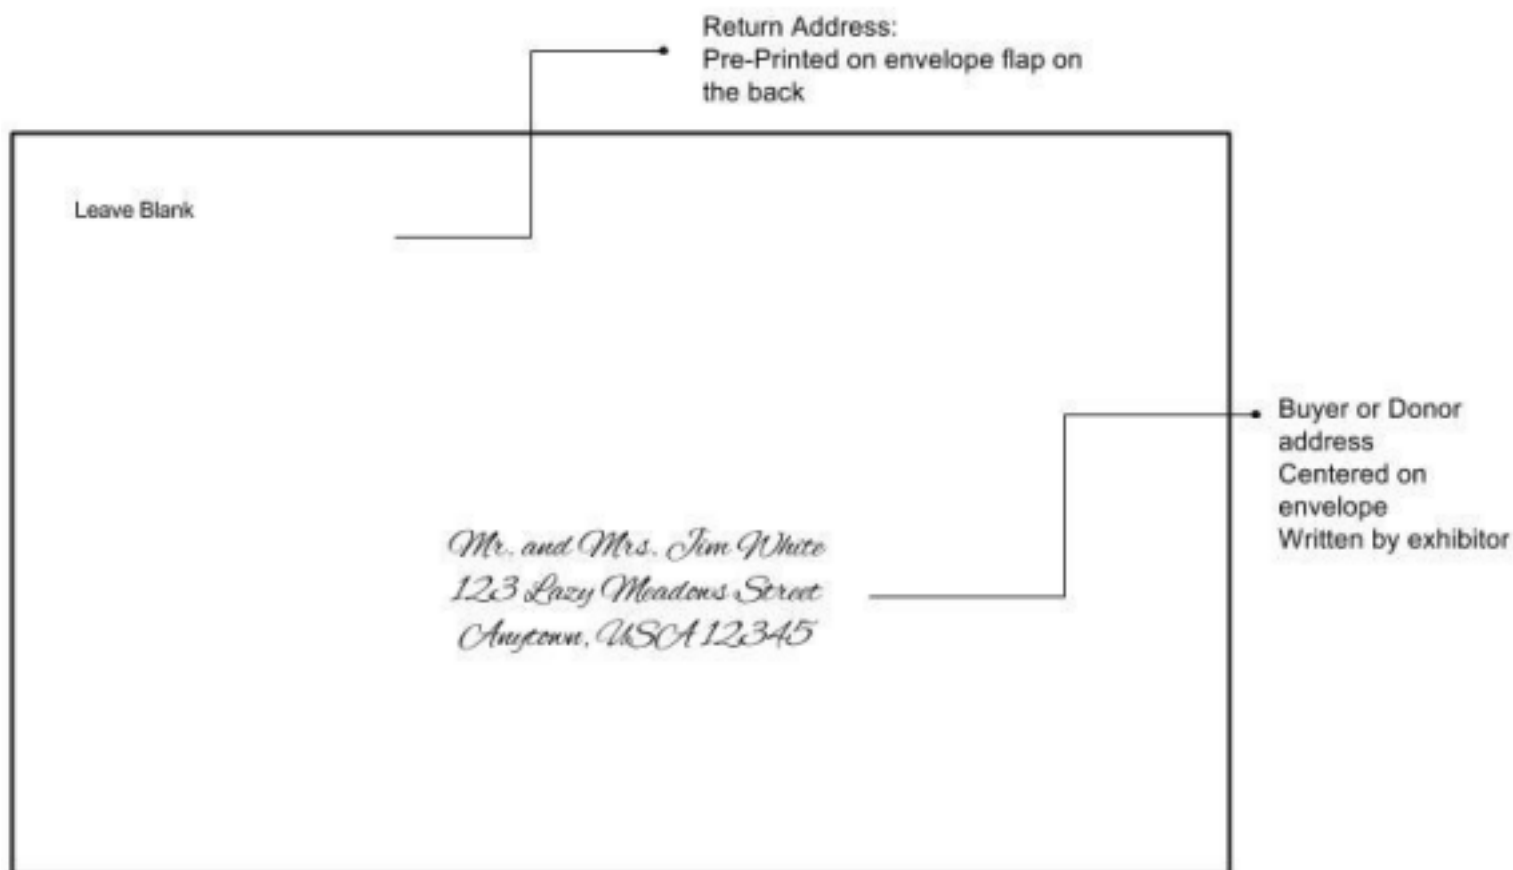 Return Address:
Pre-Printed on envelope flap on
the back
Leave Blank
Buyer or Donor
address
Centered on
envelope
Written by exhibitor
Mr. and Mrs. Jim White
123 Lazy Meadows Street
Anytown, USA 12345